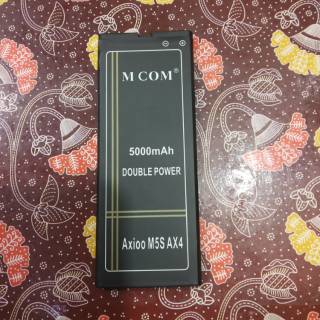 M COM®
5000mAh
DOUBLE POWER
Axioo M5S AX4